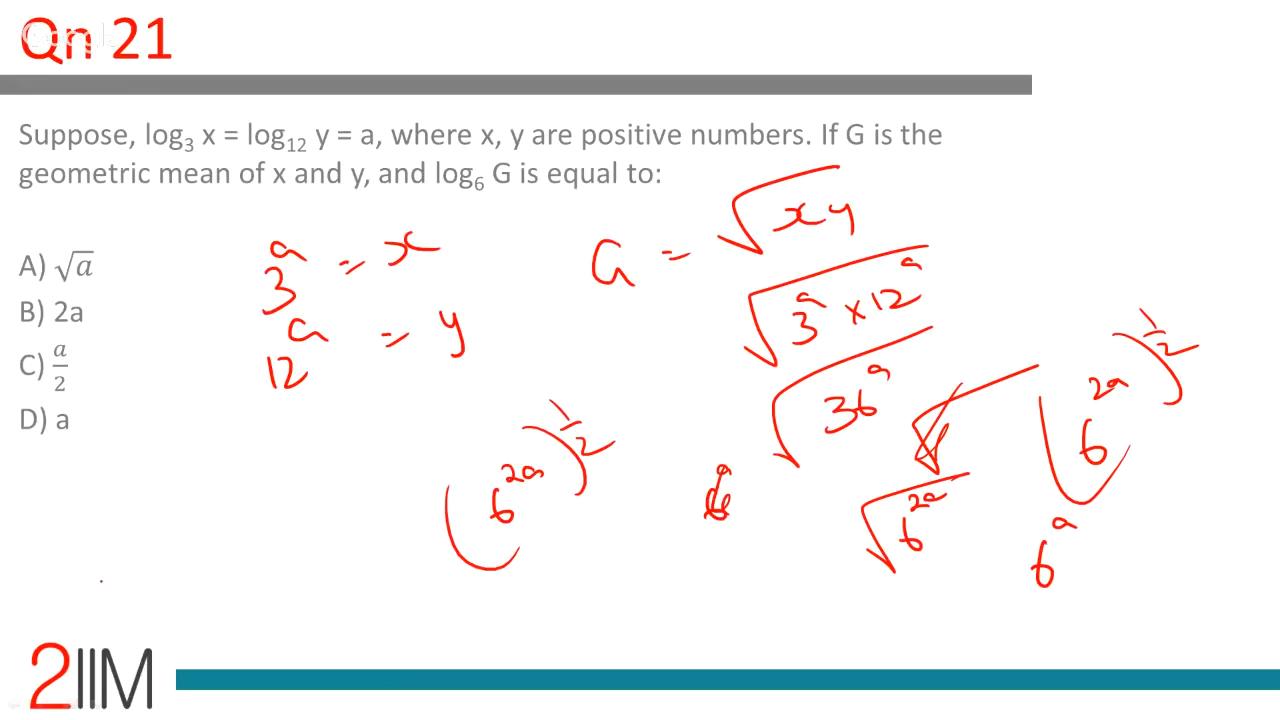 Qn 21
Suppose, log₃ x = log₁₂ y = a, where x, y are positive numbers. If G is the
geometric mean of x and y, and log₆ G is equal to:
A) √a
B) 2a
C) a/2
D) a
3^a = x
12^a = y
G = √xy
√3^a × 12^a
√36^a
√6^2a
(6^2a)^1/2
(6^2a)^1/2
6^a
2IIM